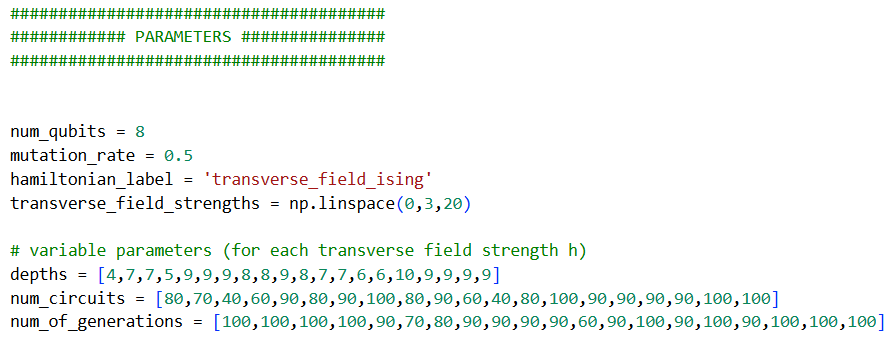 #######################################
############ PARAMETERS ###############
#######################################
num_qubits = 8
mutation_rate = 0.5
hamiltonian_label = 'transverse_field_ising'
transverse_field_strengths = np.linspace(0,3,20)
# variable parameters (for each transverse field strength h)
depths = [4,7,7,5,9,9,9,8,8,9,8,7,7,6,6,10,9,9,9,9]
num_circuits = [80,70,40,60,90,80,90,100,80,90,60,40,80,100,90,90,90,90,100,100]
num_of_generations = [100,100,100,100,90,70,80,90,90,90,90,60,90,100,90,100,90,100,100,100]